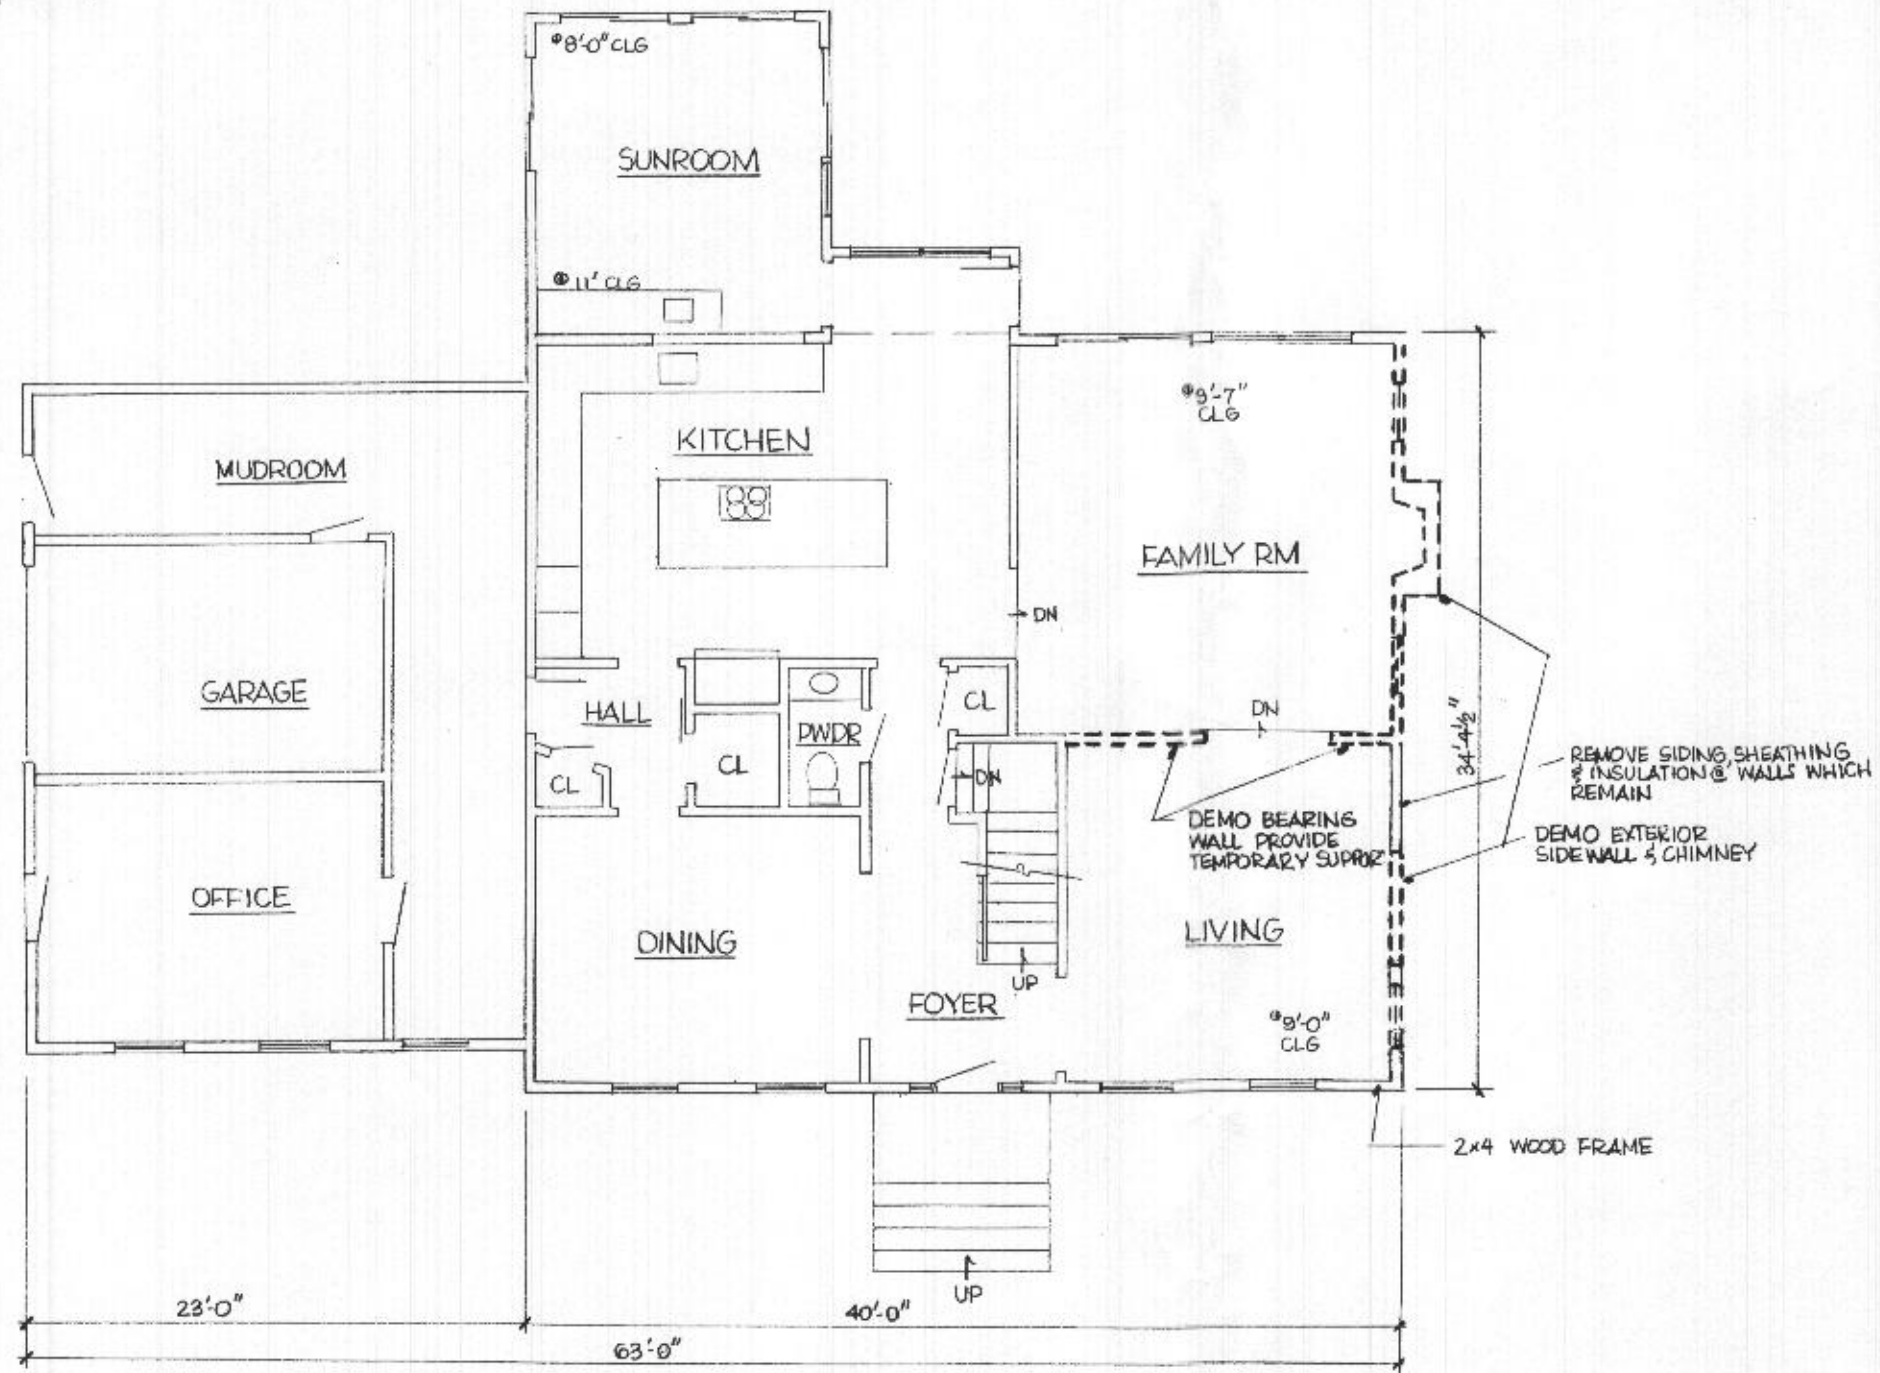 8'-0" CLG
SUNROOM
11' CLG
9'-7"
CLG
KITCHEN
MUDROOM
FAMILY RM
DN
GARAGE
HALL
CL
DN
PWDR
34'-4½"
CL
DN
CL
REMOVE SIDING, SHEATHING
& INSULATION @ WALLS WHICH
REMAIN
DEMO BEARING
WALL PROVIDE
TEMPORARY SUPPOR
DEMO EXTERIOR
SIDEWALL & CHIMNEY
OFFICE
DINING
LIVING
UP
FOYER
9'-0"
CLG
2x4 WOOD FRAME
UP
23'-0"
40'-0"
63'-0"